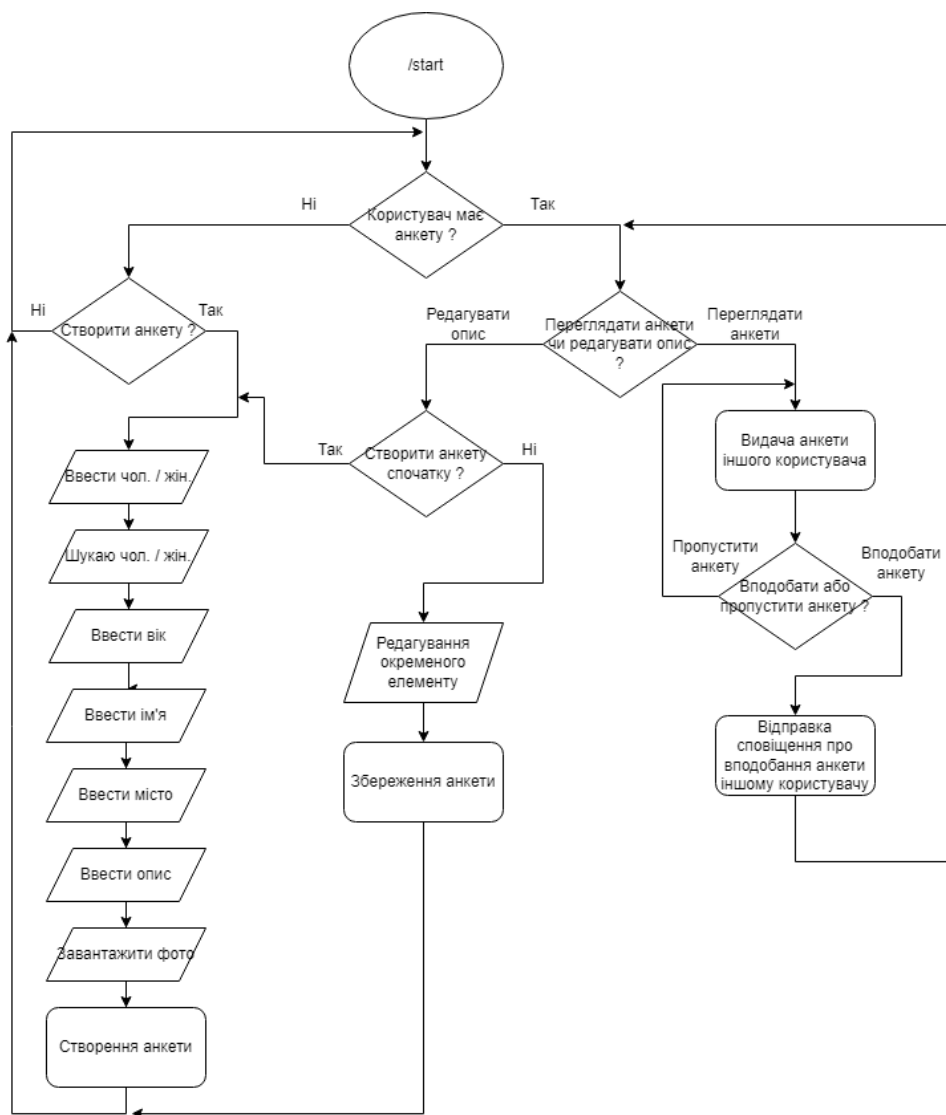 /start
Ні
Користувач має
анкету ?
Так
Ні
Створити анкету ?
Так
Редагувати
опис
Переглядати анкети
чи редагувати опис
?
Переглядати
анкети
Так
Створити анкету
спочатку ?
Ні
Видача анкети
іншого користувача
Ввести чол. / жін.
Шукаю чол. / жін.
Ввести вік
Ввести ім'я
Ввести місто
Ввести опис
Завантажити фото
Створення анкети
Редагування
окременого
елементу
Збереження анкети
Пропустити
анкету
Вподобати або
пропустити анкету ?
Вподобати
анкету
Відправка
сповіщення про
вподобання анкети
іншому користувачу